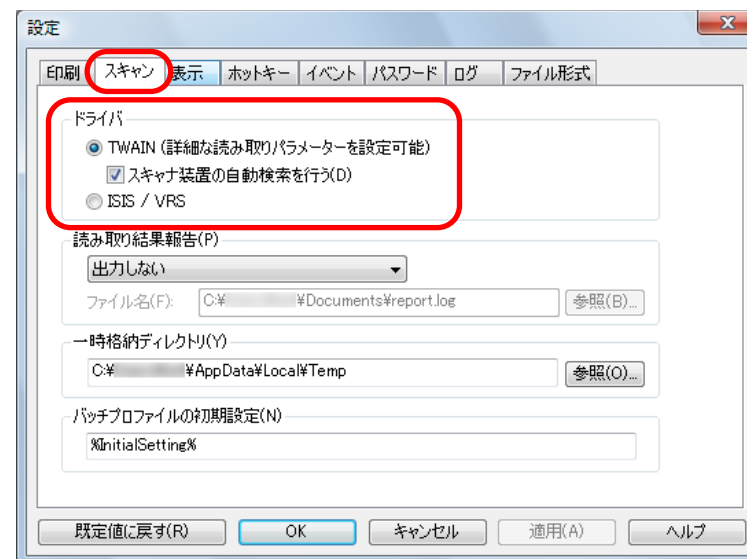 設定
印刷 スキャン 表示 ホットキー イベント パスワード ログ ファイル形式
ドライバ
TWAIN (詳細な読み取りパラメーターを設定可能)
スキャナ装置の自動検索を行う(D)
ISIS / VRS
読み取り結果報告(P)
出力しない
ファイル名(F): C:¥ ¥Documents¥report.log 参照(B)...
一時格納ディレクトリ(Y)
C:¥ ¥AppData¥Local¥Temp 参照(O)...
バッチプロファイルの初期設定(N)
%InitialSetting%
既定値に戻す(R) OK キャンセル 適用(A) ヘルプ